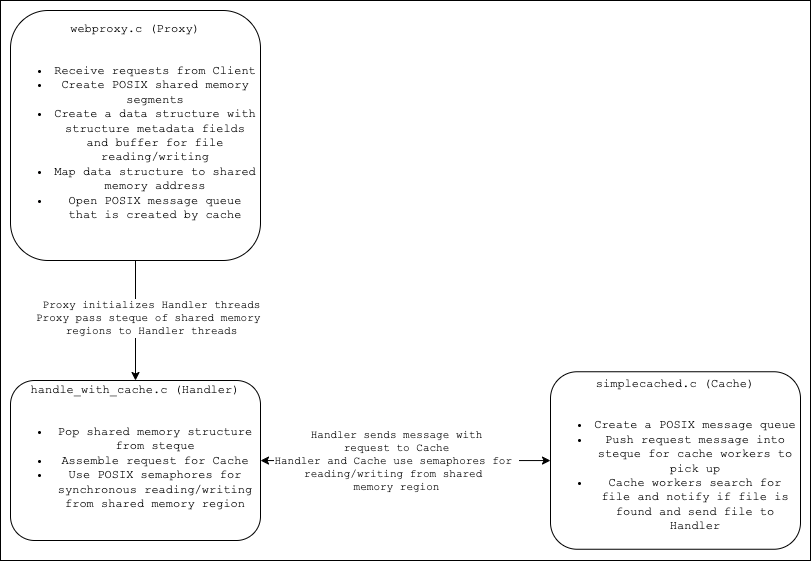 webproxy.c (Proxy)
• Receive requests from Client
• Create POSIX shared memory
segments
• Create a data structure with
structure metadata fields
and buffer for file
reading/writing
• Map data structure to shared
memory address
• Open POSIX message queue
that is created by cache
Proxy initializes Handler threads
Proxy pass steque of shared memory
regions to Handler threads
handle_with_cache.c (Handler)
• Pop shared memory structure
from steque
• Assemble request for Cache
• Use POSIX semaphores for
synchronous reading/writing
from shared memory region
Handler sends message with
request to Cache
Handler and Cache use semaphores for
reading/writing from shared
memory region
simplecached.c (Cache)
• Create a POSIX message queue
• Push request message into
steque for cache workers to
pick up
• Cache workers search for
file and notify if file is
found and send file to
Handler